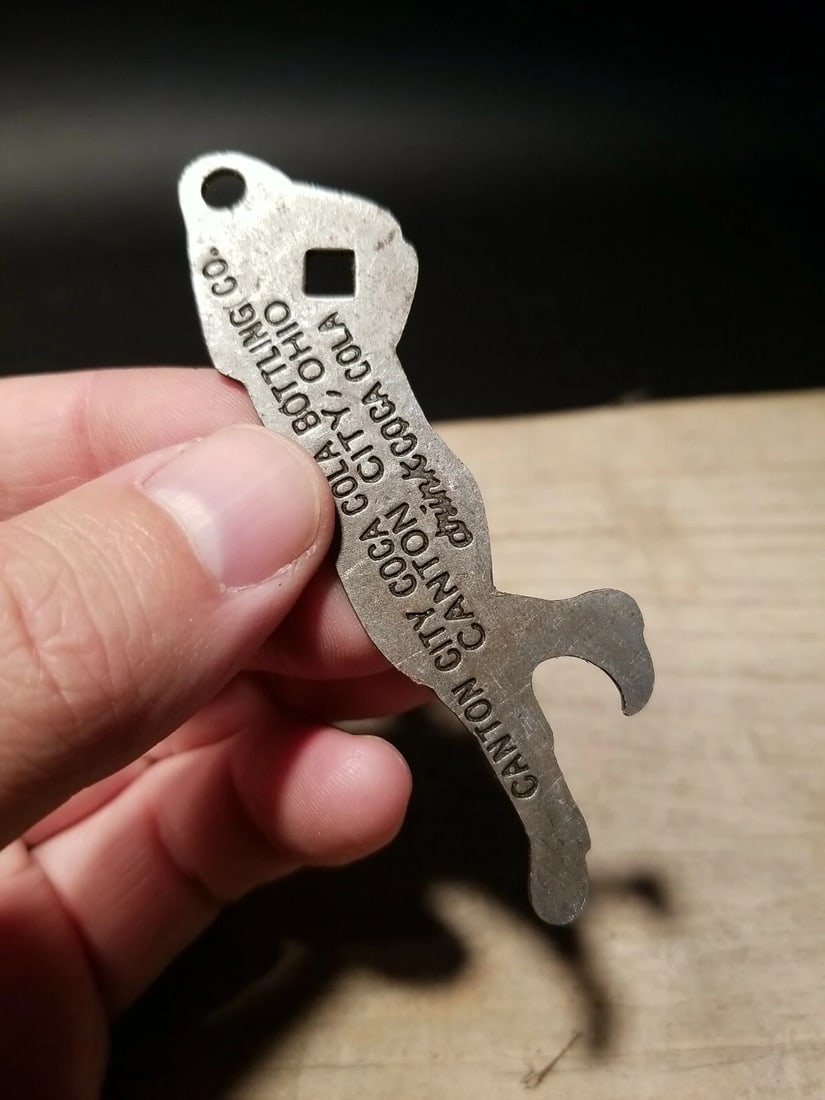 CANTON CITY COCA COLA BOTTLING CO.
CANTON CITY, OHIO
drink COCA COLA